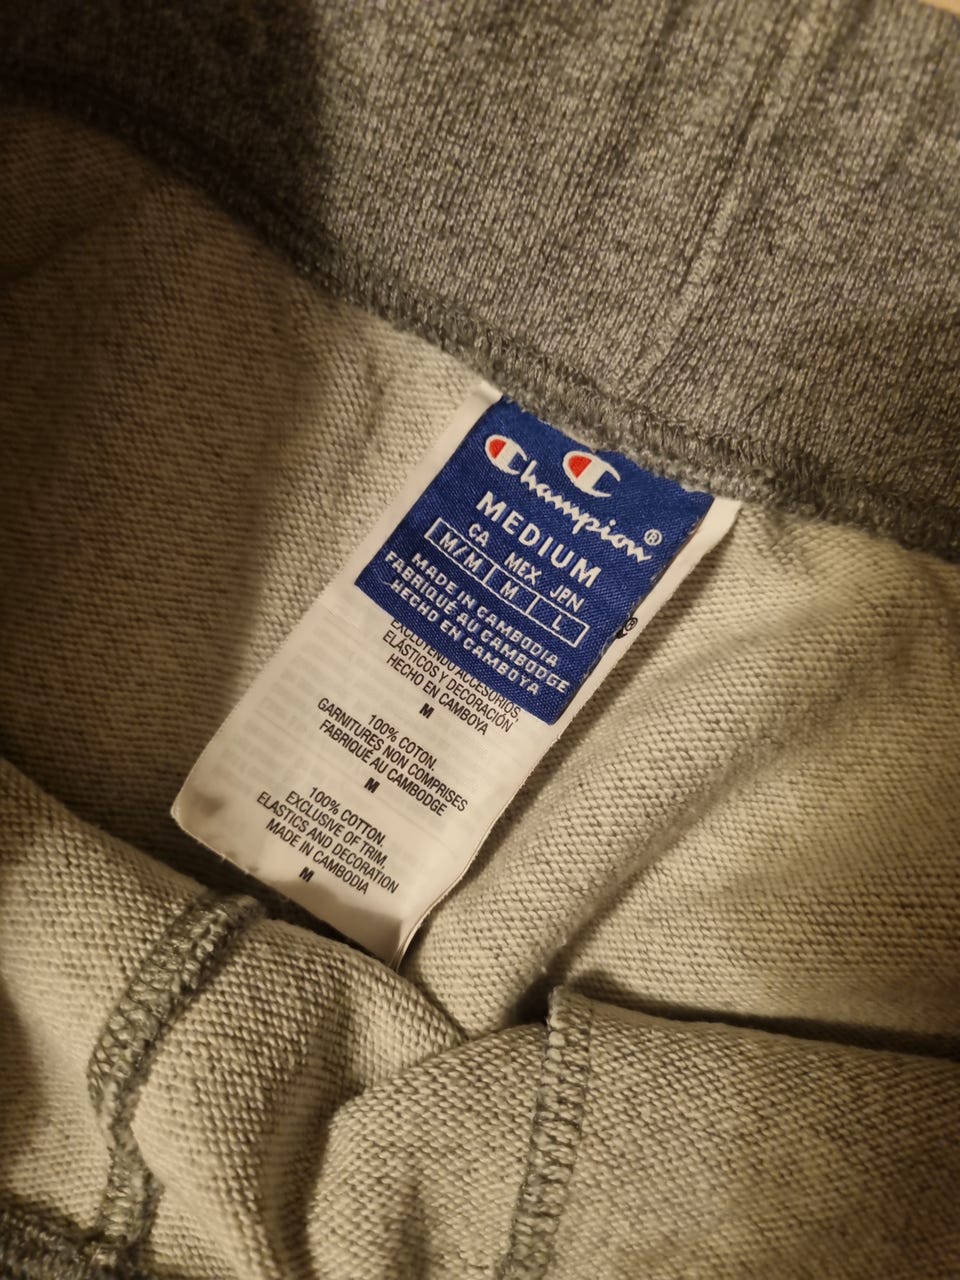 Champion®
MEDIUM
CA MEX JPN
M/M M L
MADE IN CAMBODIA
FABRIQUÉ AU CAMBODGE
HECHO EN CAMBOYA
EXCLUYENDO ACCESORIOS,
ELÁSTICOS Y DECORACIÓN
HECHO EN CAMBOYA
M
100% COTON.
GARNITURES NON COMPRISES
FABRIQUÉ AU CAMBODGE
M
100% COTTON.
EXCLUSIVE OF TRIM,
ELASTICS AND DECORATION
MADE IN CAMBODIA
M